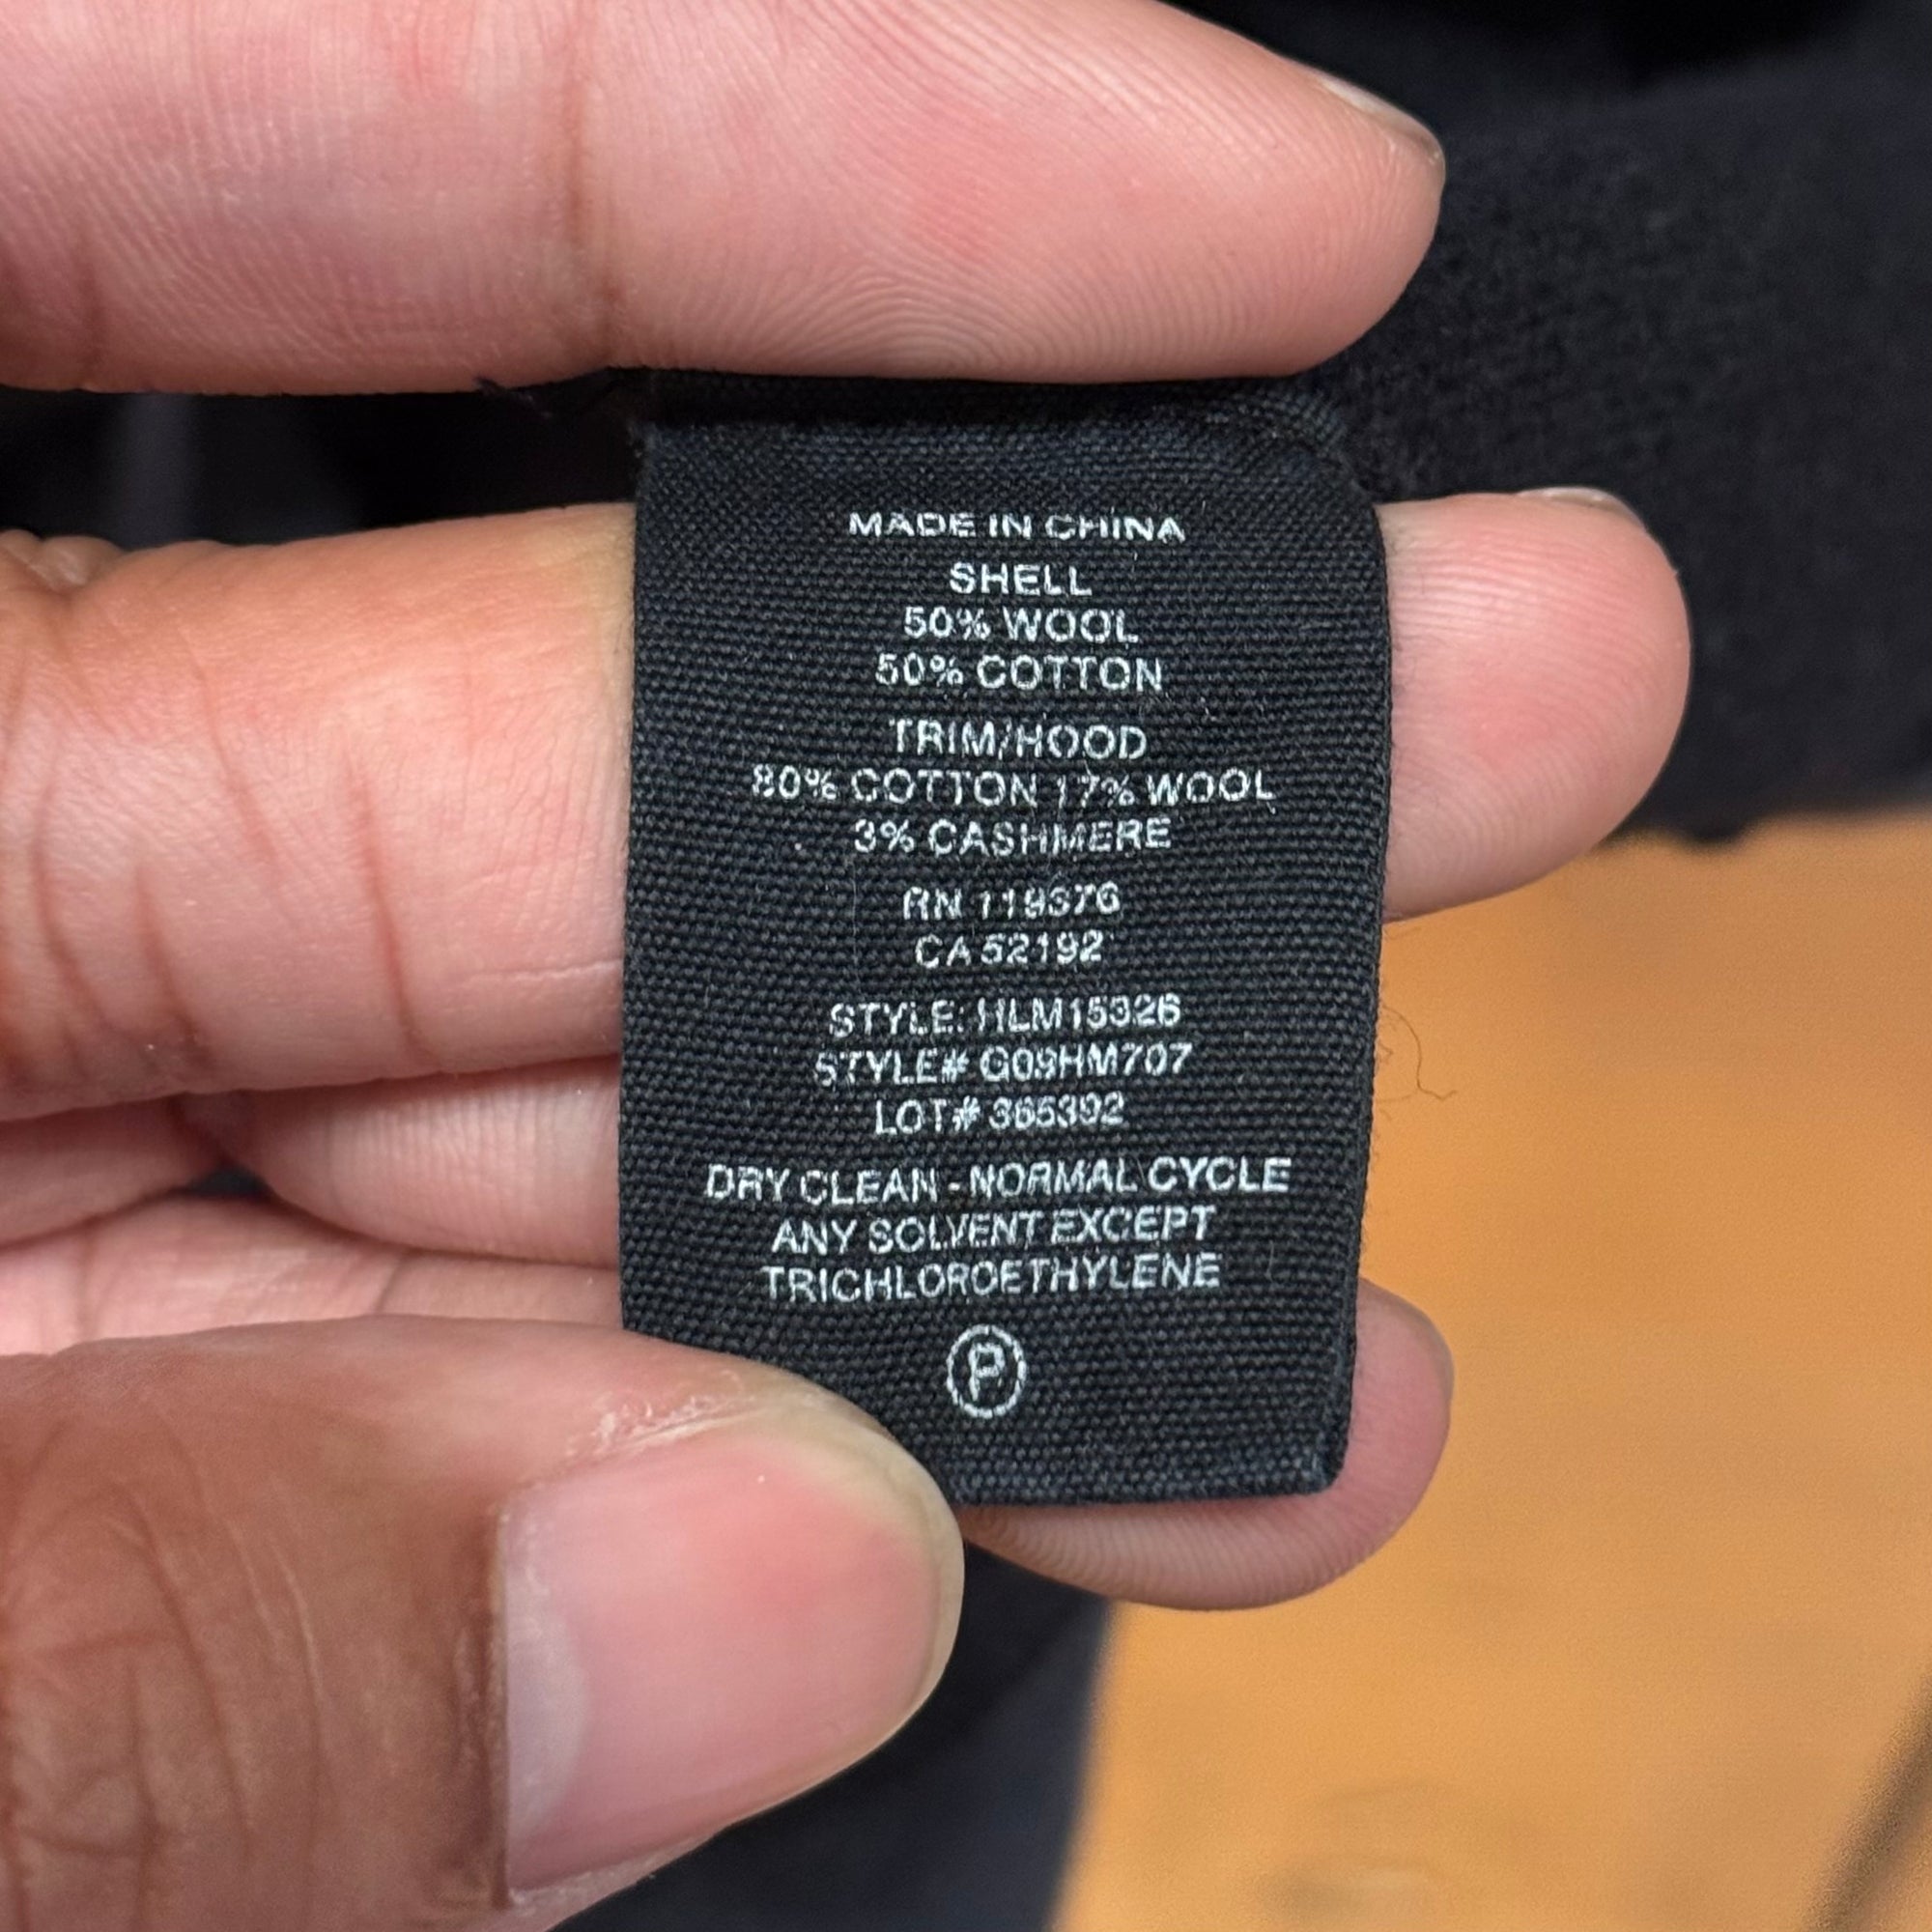 MADE IN CHINA
SHELL
50% WOOL
50% COTTON
TRIM/HOOD
80% COTTON 17% WOOL
3% CASHMERE
RN 119376
CA 52192
STYLE: HLM15326
STYLE# G09HM707
LOT# 365392
DRY CLEAN - NORMAL CYCLE
ANY SOLVENT EXCEPT
TRICHLOROETHYLENE
P